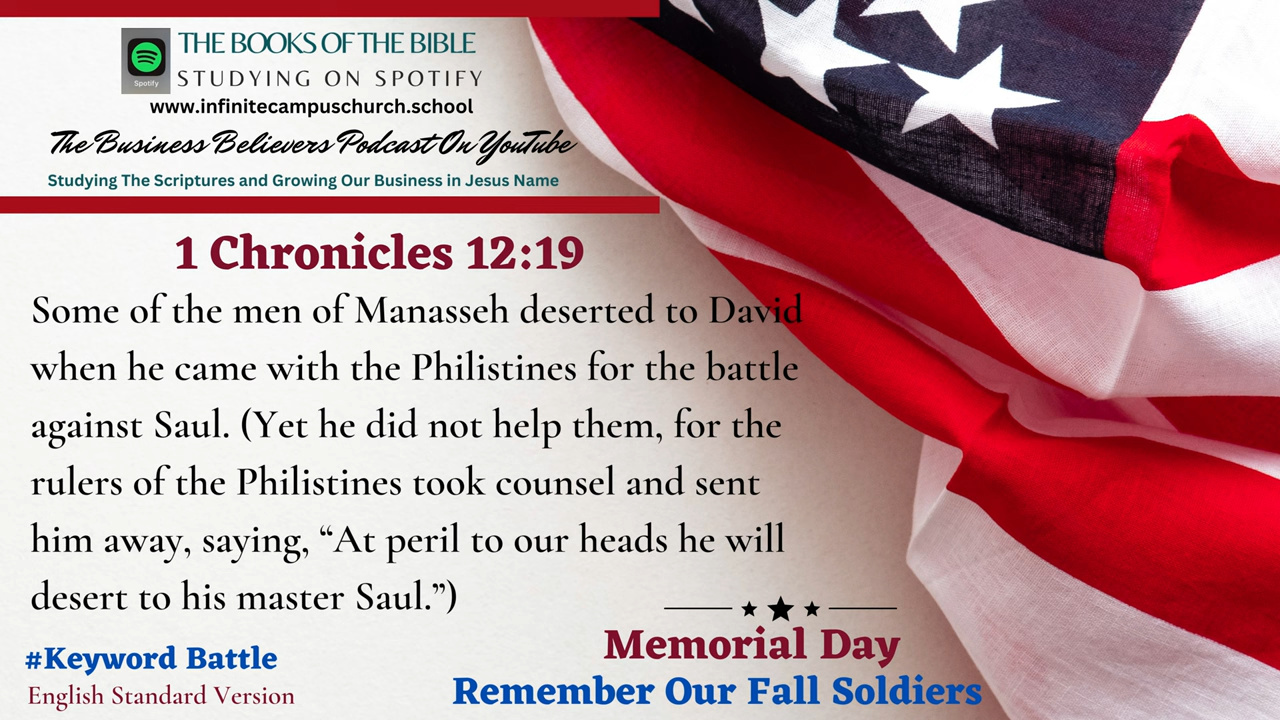 THE BOOKS OF THE BIBLE
Spotify
STUDYING ON SPOTIFY
www.infinitecampuschurch.school
The Business Believers Podcast On YouTube
Studying The Scriptures and Growing Our Business in Jesus Name
1 Chronicles 12:19
Some of the men of Manasseh deserted to David
when he came with the Philistines for the battle
against Saul. (Yet he did not help them, for the
rulers of the Philistines took counsel and sent
him away, saying, “At peril to our heads he will
desert to his master Saul.”)
#Keyword Battle
English Standard Version
Memorial Day
Remember Our Fall Soldiers